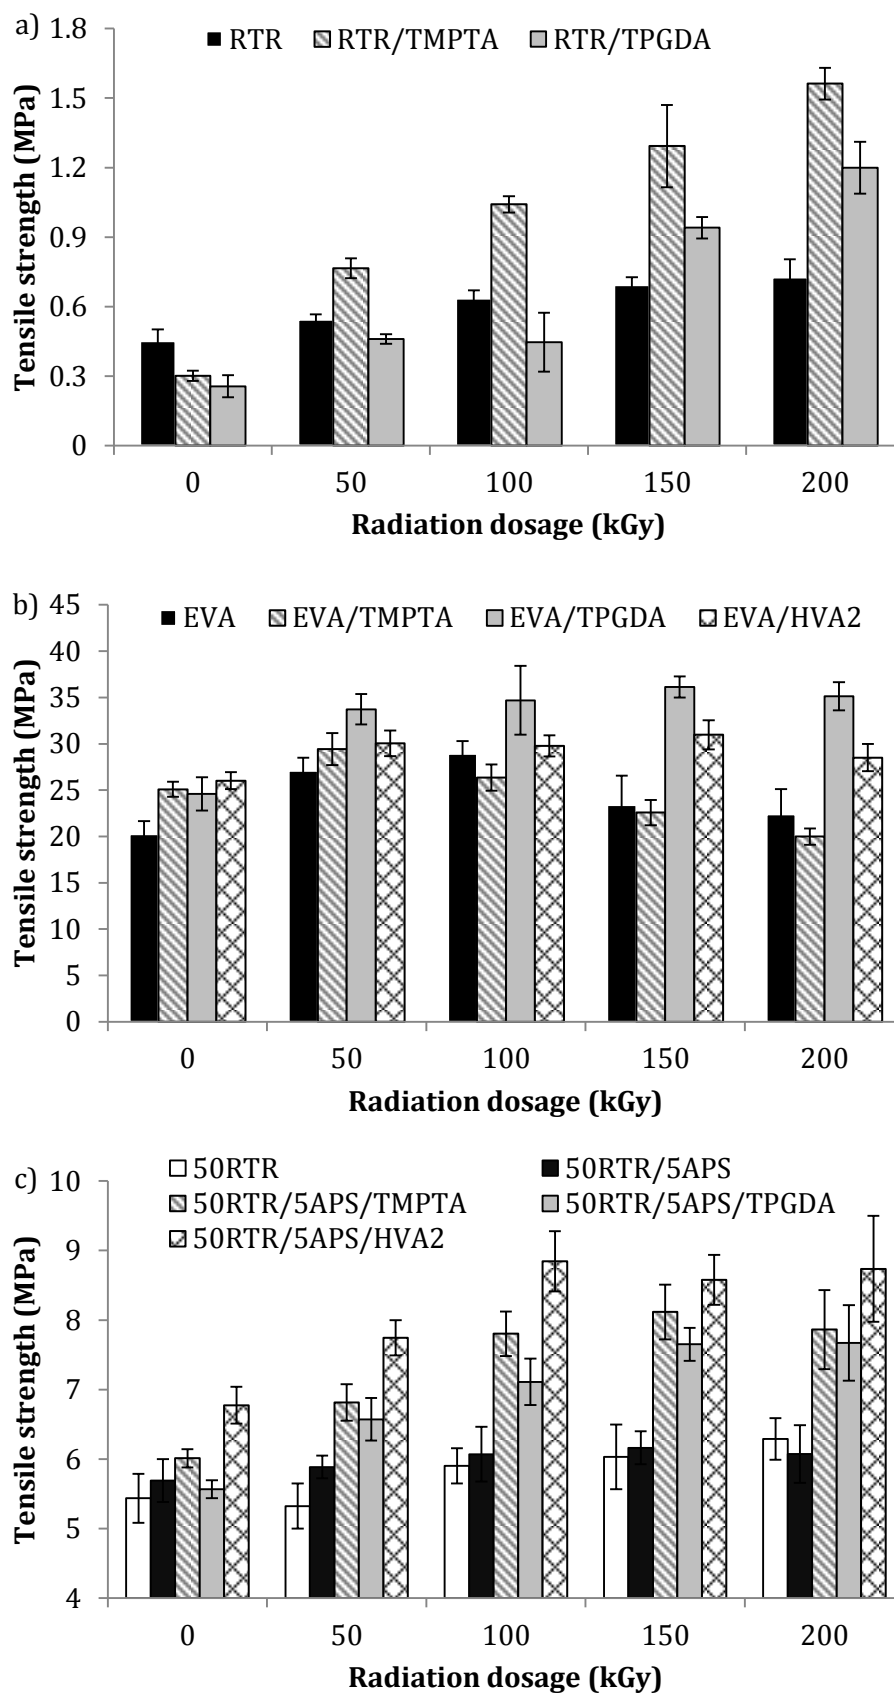 a)
1.8
1.5
1.2
0.9
0.6
0.3
0
Tensile strength (MPa)
RTR RTR/TMPTA RTR/TPGDA
0 50 100 150 200
Radiation dosage (kGy)
b)
45
40
35
30
25
20
15
10
5
0
Tensile strength (MPa)
EVA EVA/TMPTA EVA/TPGDA EVA/HVA2
0 50 100 150 200
Radiation dosage (kGy)
c)
10
9
8
7
6
5
4
Tensile strength (MPa)
50RTR 50RTR/5APS
50RTR/5APS/TMPTA 50RTR/5APS/TPGDA
50RTR/5APS/HVA2
0 50 100 150 200
Radiation dosage (kGy)